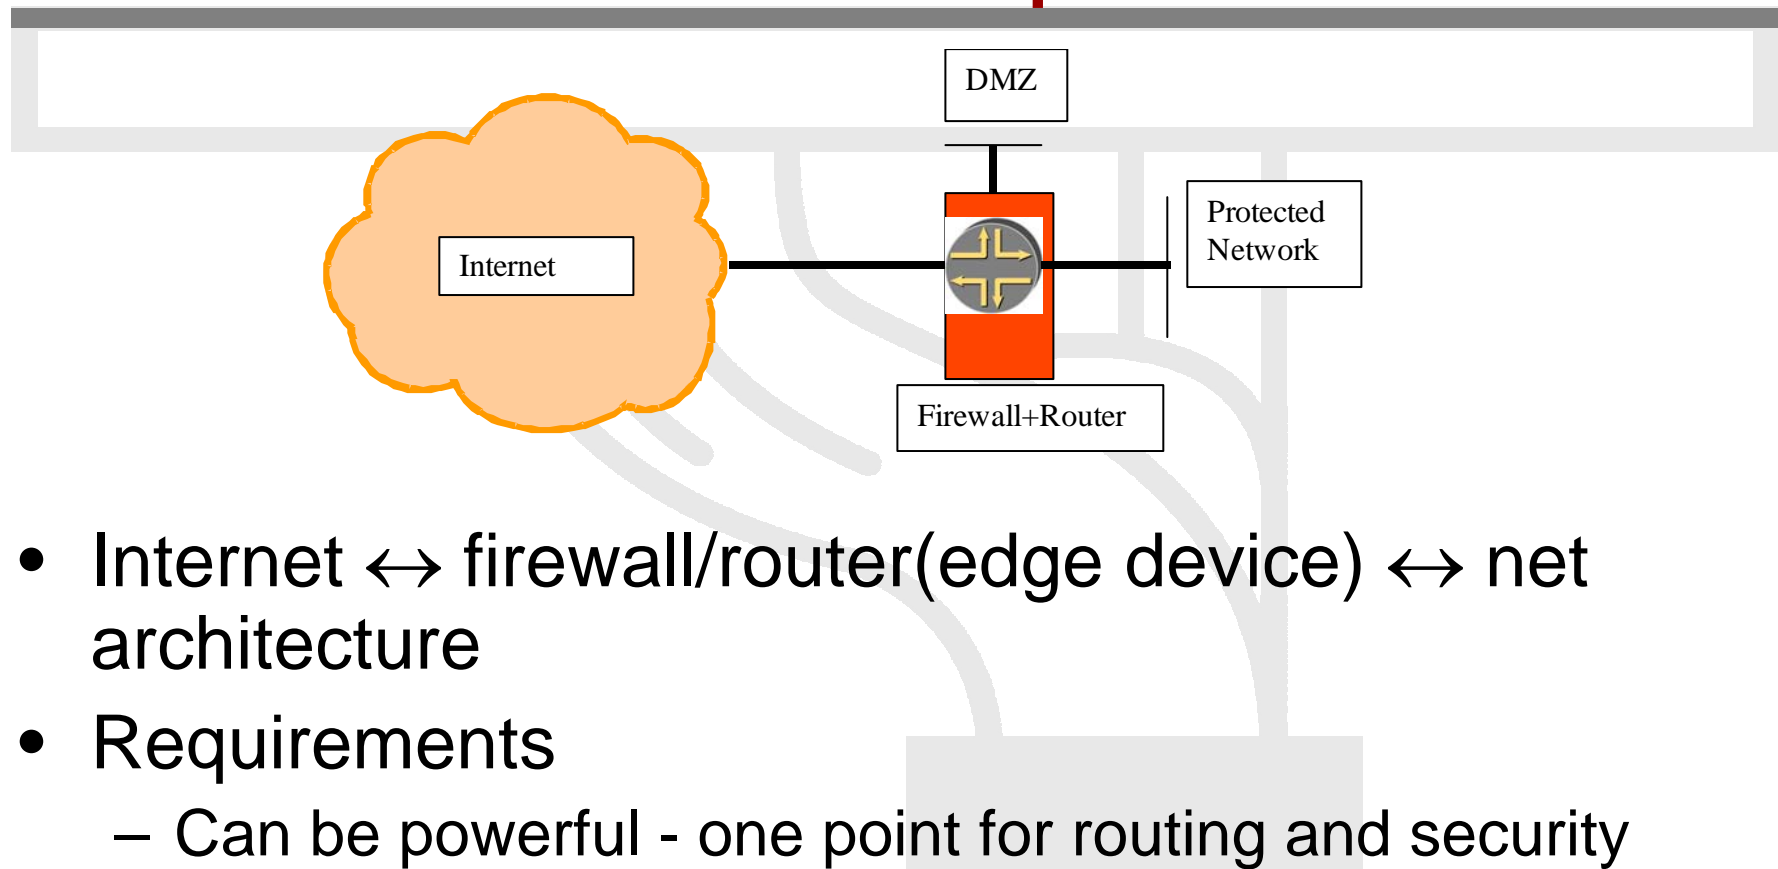 DMZ
Protected
Network
Internet
Firewall+Router
• Internet ↔ firewall/router(edge device) ↔ net
architecture
• Requirements
– Can be powerful - one point for routing and security